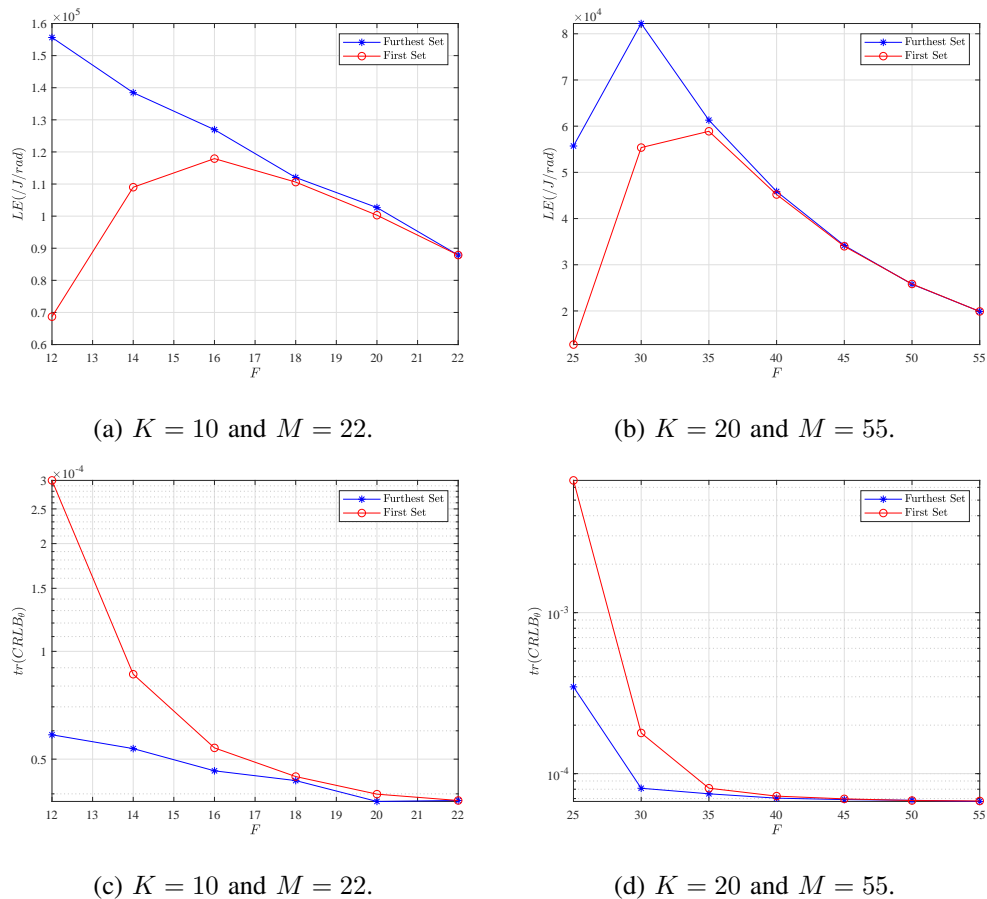 ×10^5
1.6
1.5
1.4
1.3
1.2
1.1
1
0.9
0.8
0.7
0.6
LE(/J/rad)
Furthest Set
First Set
12 13 14 15 16 17 18 19 20 21 22
F
×10^4
8
7
6
5
4
3
2
LE(/J/rad)
Furthest Set
First Set
25 30 35 40 45 50 55
F
(a) K = 10 and M = 22.
(b) K = 20 and M = 55.
×10^-4
3
2.5
2
1.5
1
0.5
tr(CRLB_θ)
Furthest Set
First Set
12 13 14 15 16 17 18 19 20 21 22
F
10^-3
10^-4
tr(CRLB_θ)
Furthest Set
First Set
25 30 35 40 45 50 55
F
(c) K = 10 and M = 22.
(d) K = 20 and M = 55.